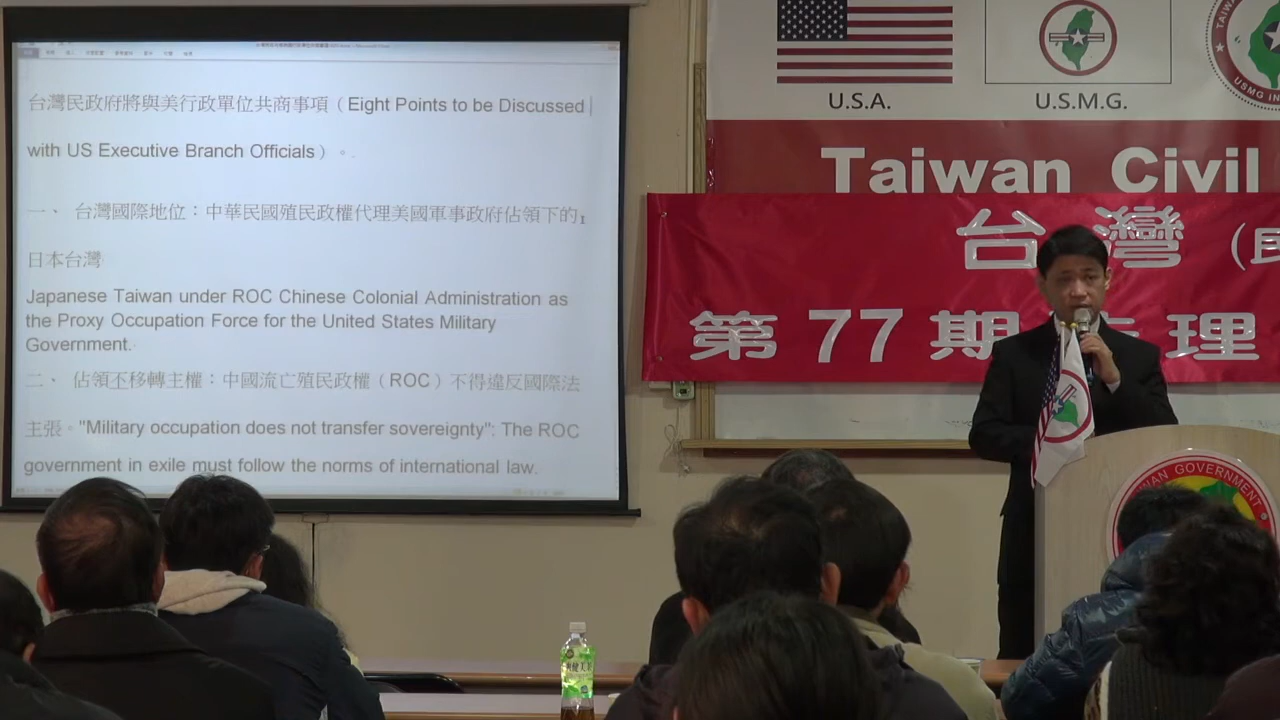 台灣民政府將與美行政單位共商事項（Eight Points to be Discussed
with US Executive Branch Officials）。
一、 台灣國際地位：中華民國殖民政權代理美國軍事政府佔領下的
日本台灣
Japanese Taiwan under ROC Chinese Colonial Administration as
the Proxy Occupation Force for the United States Military
Government.
二、 佔領不移轉主權：中國流亡殖民政權（ROC）不得違反國際法
主張。"Military occupation does not transfer sovereignty": The ROC
government in exile must follow the norms of international law.
U.S.A.
U.S.M.G.
USMG IN
Taiwan Civil
台灣（民
第77期 理
GOVERNMENT